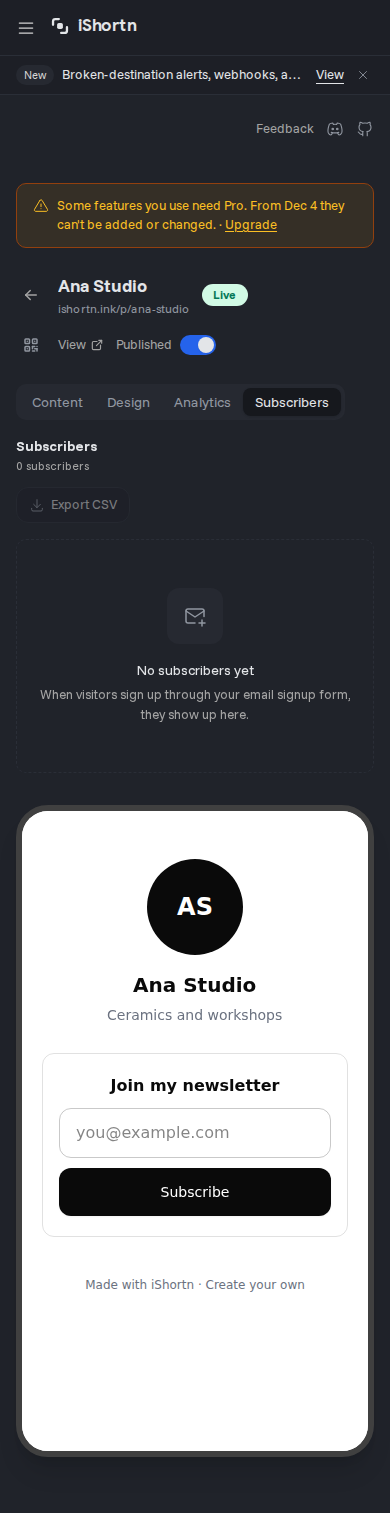 iShortn
New Broken-destination alerts, webhooks, a... View
Feedback
Some features you use need Pro. From Dec 4 they
can't be added or changed. · Upgrade
Ana Studio
ishortn.ink/p/ana-studio
Live
View Published
Content Design Analytics Subscribers
Subscribers
0 subscribers
Export CSV
No subscribers yet
When visitors sign up through your email signup form,
they show up here.
AS
Ana Studio
Ceramics and workshops
Join my newsletter
you@example.com
Subscribe
Made with iShortn · Create your own